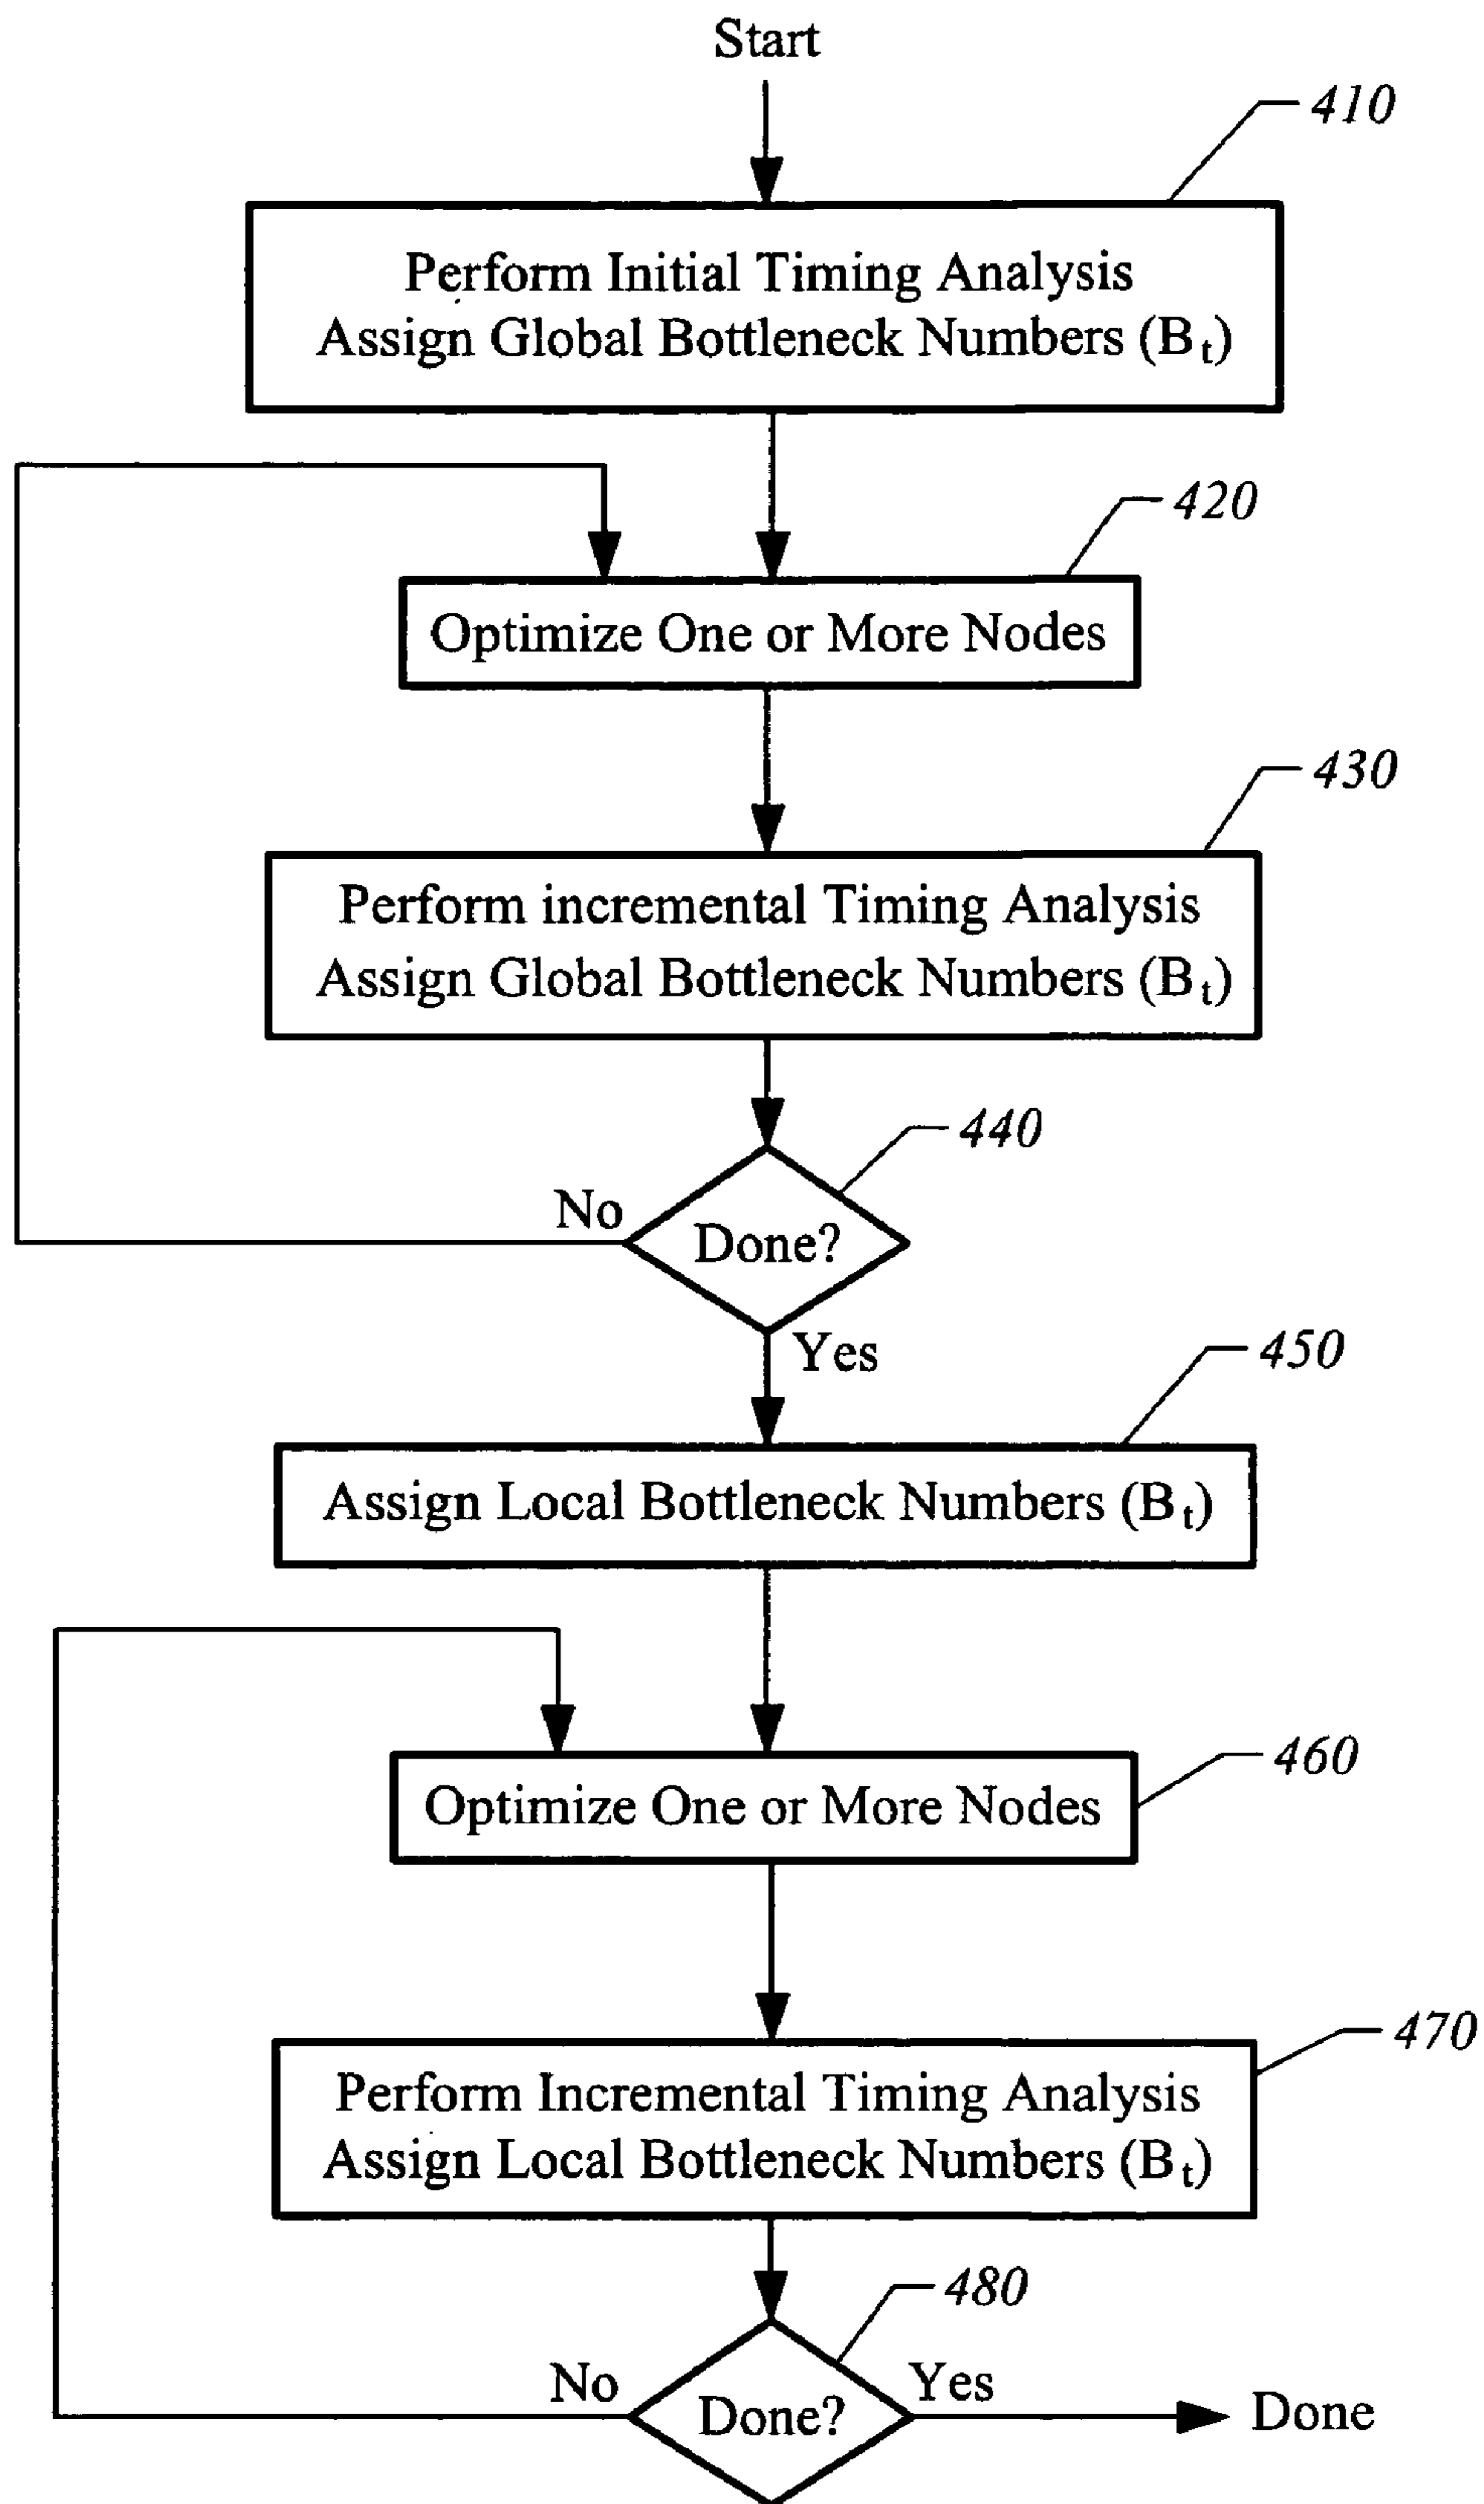 Start
410
Perform Initial Timing Analysis
Assign Global Bottleneck Numbers (Bt)
420
Optimize One or More Nodes
430
Perform incremental Timing Analysis
Assign Global Bottleneck Numbers (Bt)
440
No
Done?
Yes
450
Assign Local Bottleneck Numbers (Bt)
460
Optimize One or More Nodes
470
Perform Incremental Timing Analysis
Assign Local Bottleneck Numbers (Bt)
480
No
Done?
Yes
Done